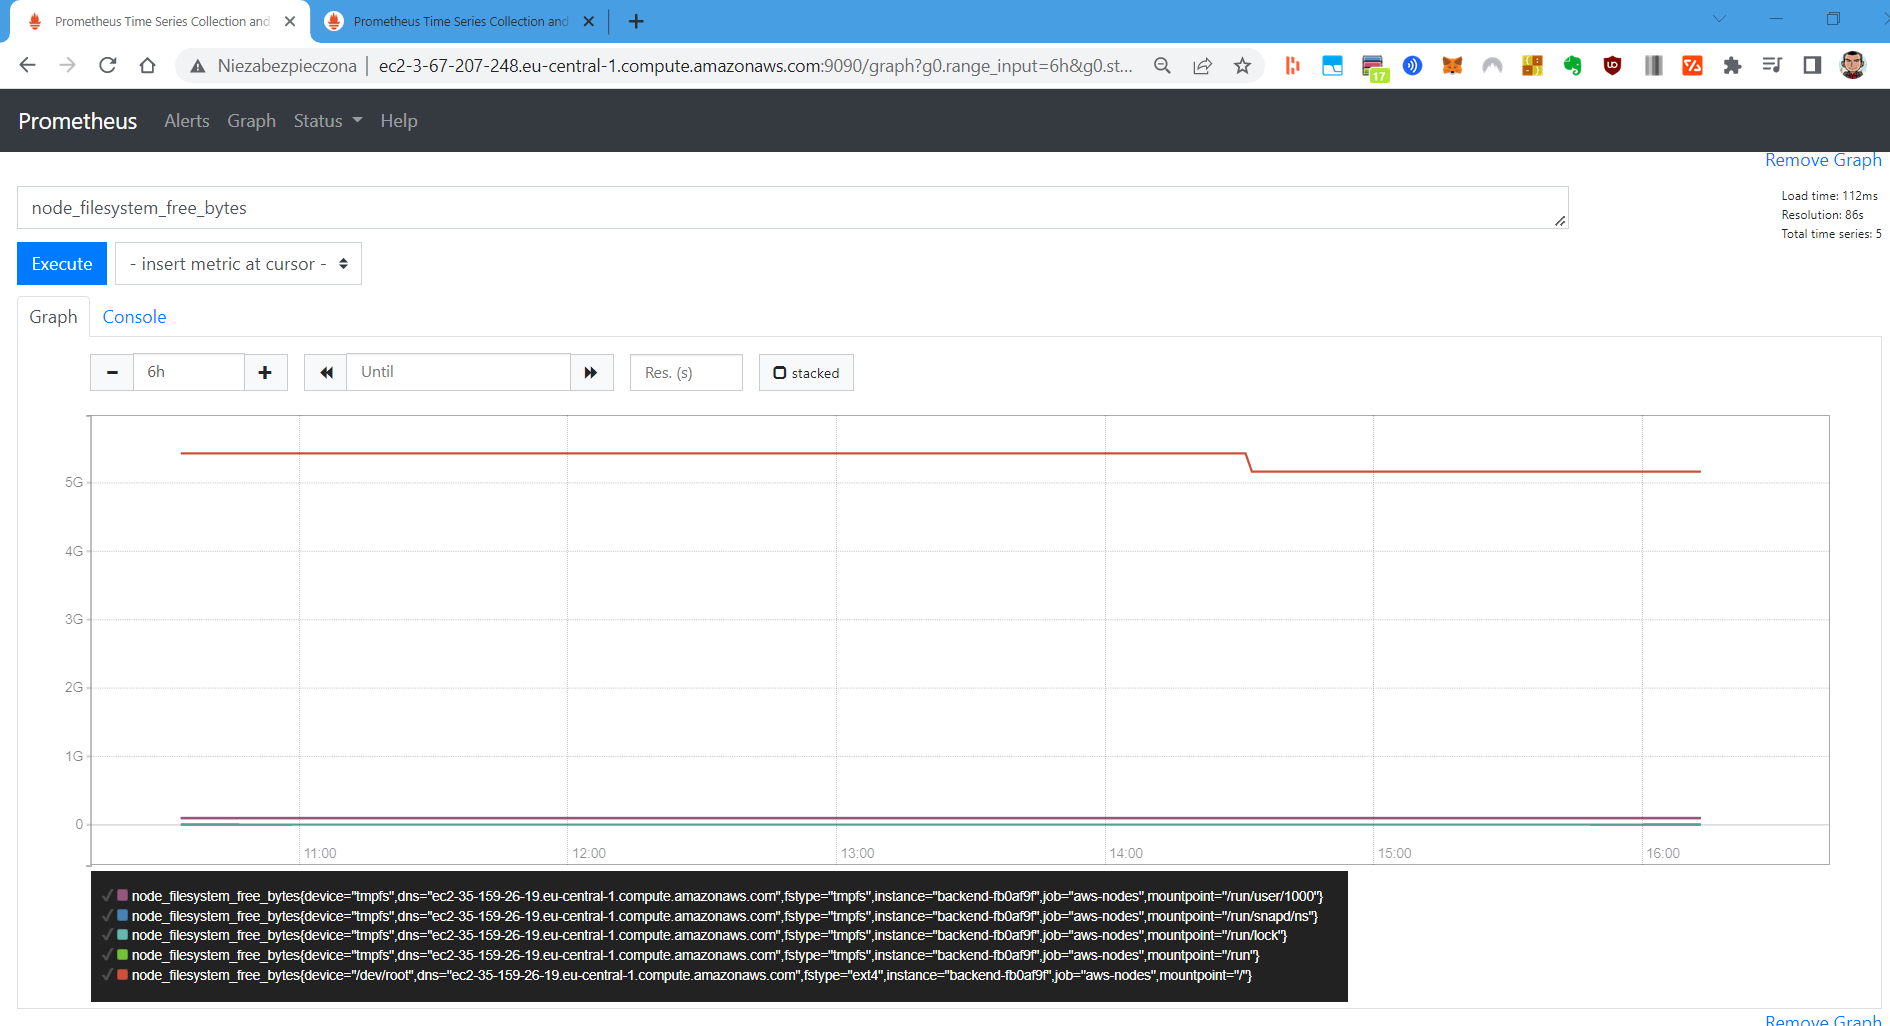 Prometheus Time Series Collection and
Prometheus Time Series Collection and
Niezabezpieczona | ec2-3-67-207-248.eu-central-1.compute.amazonaws.com:9090/graph?g0.range_input=6h&g0.st...
17
Prometheus Alerts Graph Status Help
Remove Graph
node_filesystem_free_bytes
Load time: 112ms
Resolution: 86s
Total time series: 5
Execute
- insert metric at cursor -
Graph Console
6h
Until
Res. (s)
stacked
5G
4G
3G
2G
1G
0
11:00 12:00 13:00 14:00 15:00 16:00
node_filesystem_free_bytes{device="tmpfs",dns="ec2-35-159-26-19.eu-central-1.compute.amazonaws.com",fstype="tmpfs",instance="backend-fb0af9f",job="aws-nodes",mountpoint="/run/user/1000"}
node_filesystem_free_bytes{device="tmpfs",dns="ec2-35-159-26-19.eu-central-1.compute.amazonaws.com",fstype="tmpfs",instance="backend-fb0af9f",job="aws-nodes",mountpoint="/run/snapd/ns"}
node_filesystem_free_bytes{device="tmpfs",dns="ec2-35-159-26-19.eu-central-1.compute.amazonaws.com",fstype="tmpfs",instance="backend-fb0af9f",job="aws-nodes",mountpoint="/run/lock"}
node_filesystem_free_bytes{device="tmpfs",dns="ec2-35-159-26-19.eu-central-1.compute.amazonaws.com",fstype="tmpfs",instance="backend-fb0af9f",job="aws-nodes",mountpoint="/run"}
node_filesystem_free_bytes{device="/dev/root",dns="ec2-35-159-26-19.eu-central-1.compute.amazonaws.com",fstype="ext4",instance="backend-fb0af9f",job="aws-nodes",mountpoint="/"}
Remove Graph